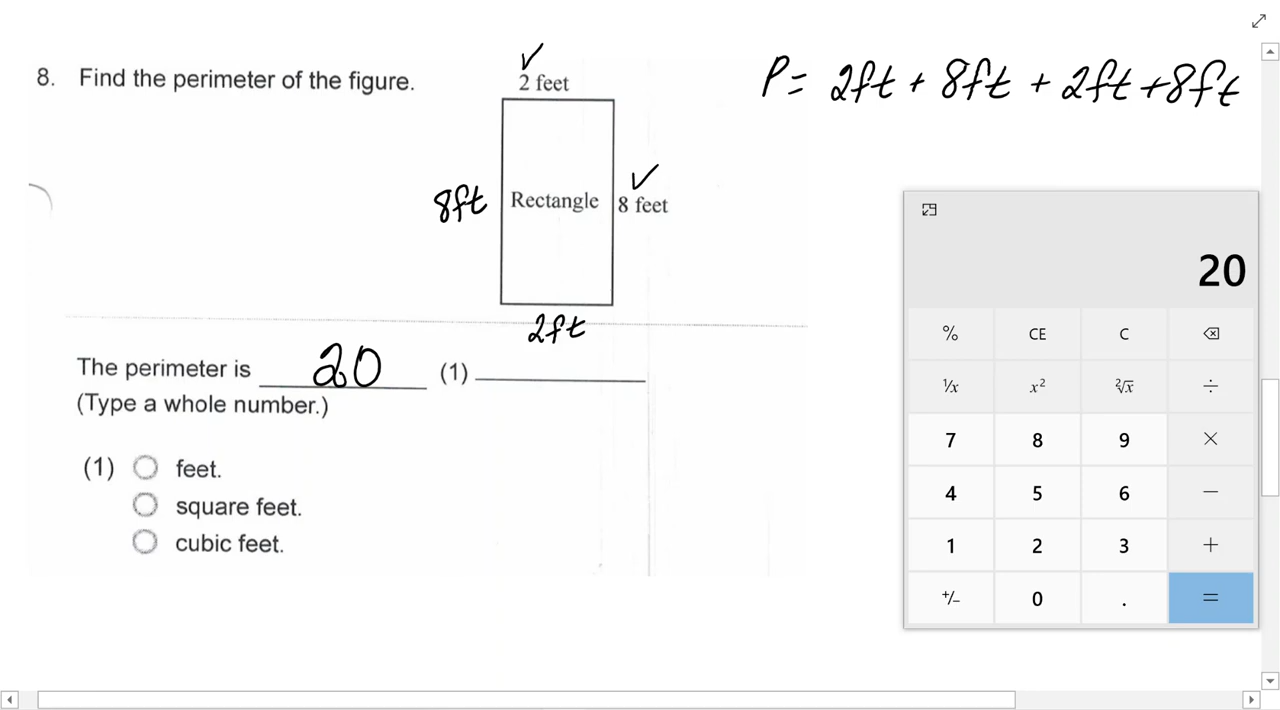 8. Find the perimeter of the figure.
✓
2 feet
P= 2ft + 8ft + 2ft +8ft
8ft
Rectangle
✓
8 feet
2ft
The perimeter is 20 (1)
(Type a whole number.)
(1) feet.
square feet.
cubic feet.
20
% CE C ⌫
¹/x x² ²√x ÷
7 8 9 ×
4 5 6 −
1 2 3 +
+/− 0 . =